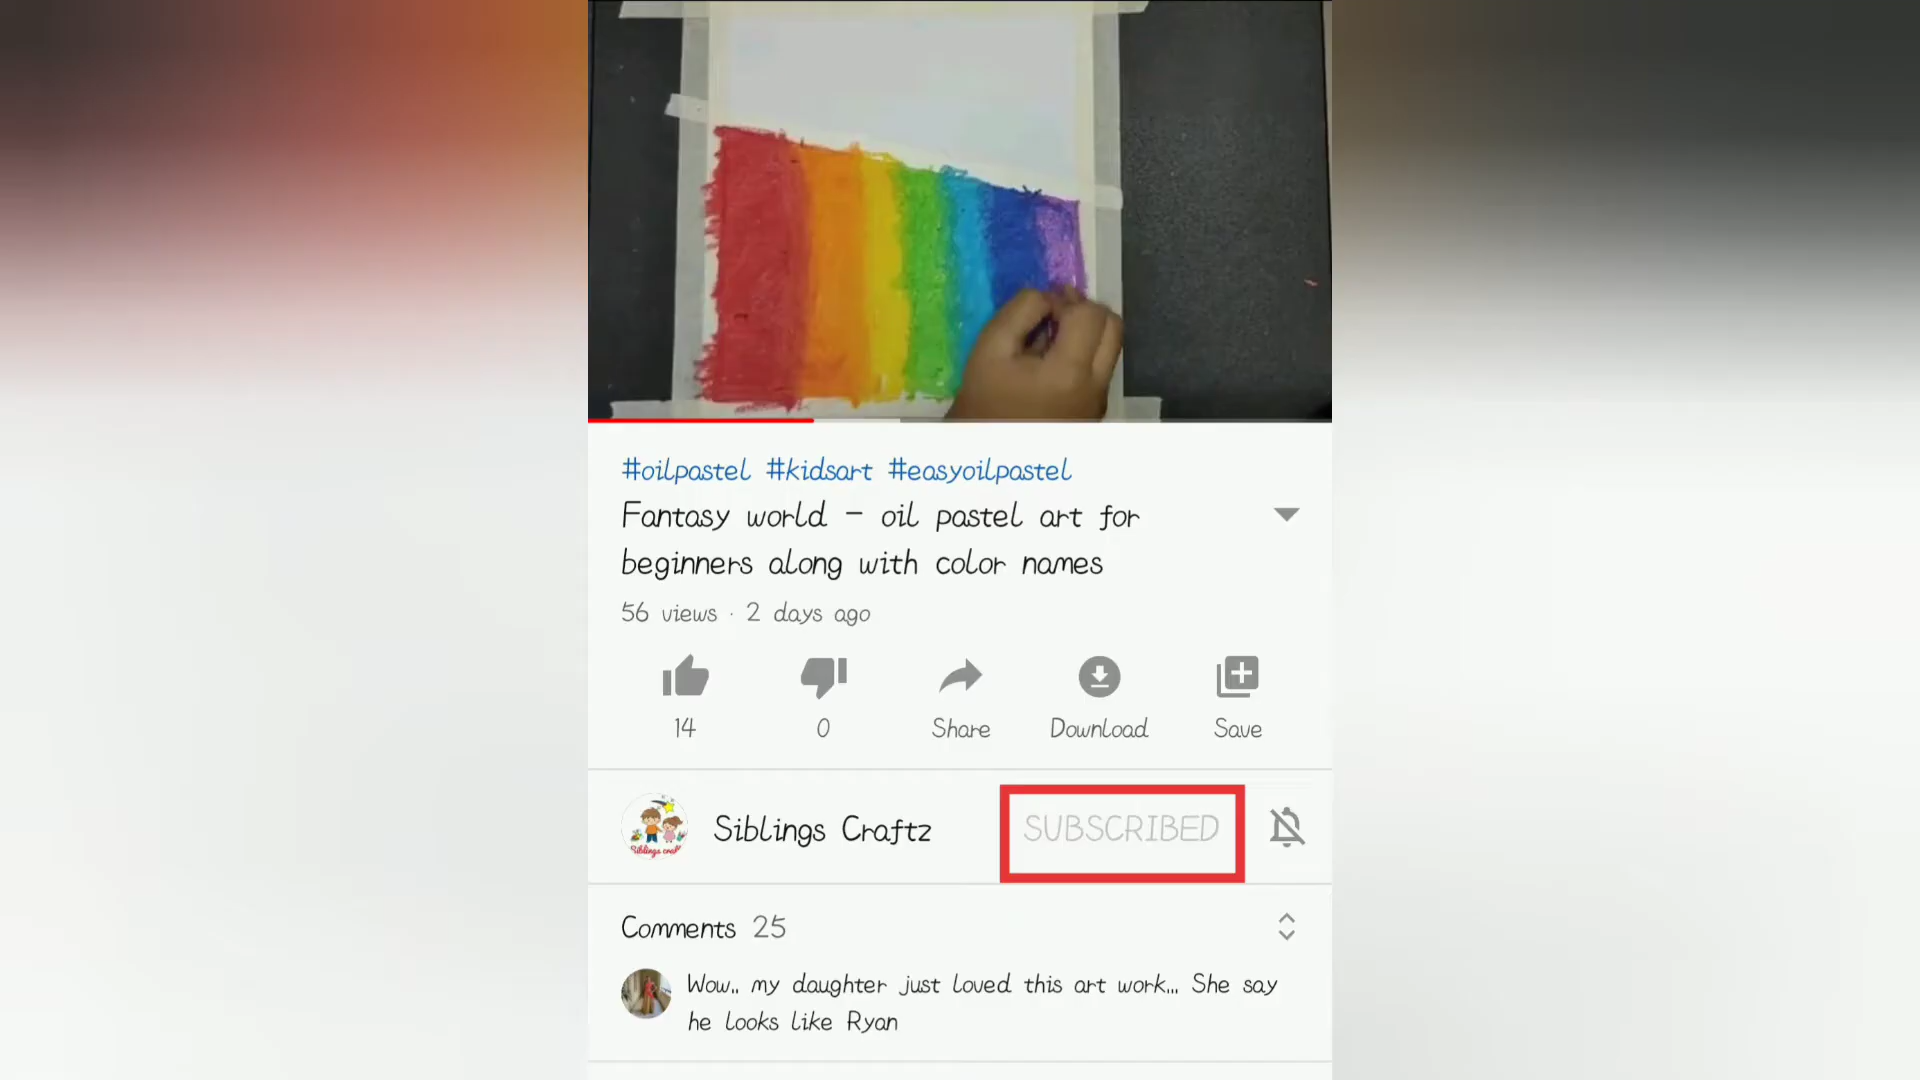 #oilpastel #kidsart #easyoilpastel
Fantasy world - oil pastel art for
beginners along with color names
56 views · 2 days ago
14 0 Share Download Save
Siblings Craftz SUBSCRIBED
Comments 25
Wow.. my daughter just loved this art work... She say
he looks like Ryan